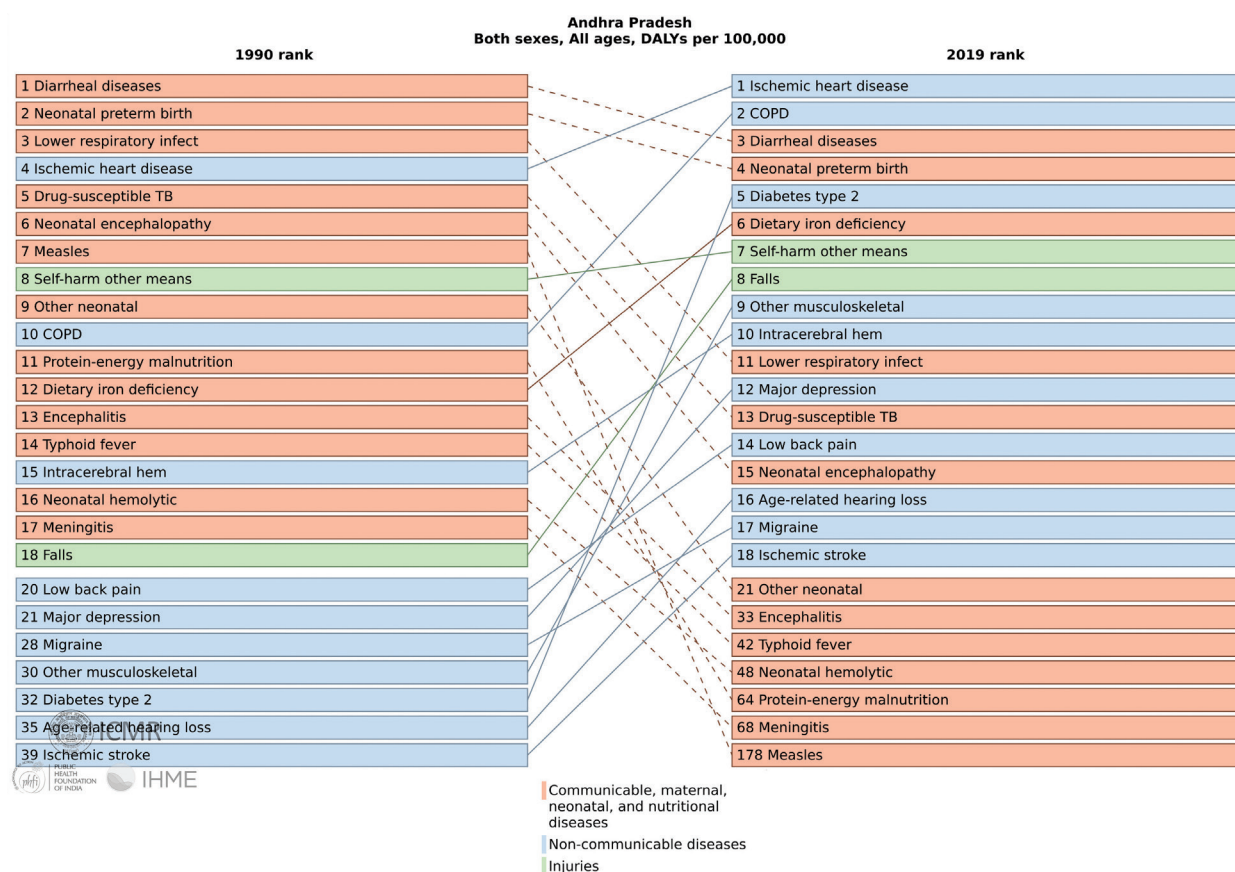 Andhra Pradesh
Both sexes, All ages, DALYs per 100,000
1990 rank
2019 rank
1 Diarrheal diseases
2 Neonatal preterm birth
3 Lower respiratory infect
4 Ischemic heart disease
5 Drug-susceptible TB
6 Neonatal encephalopathy
7 Measles
8 Self-harm other means
9 Other neonatal
10 COPD
11 Protein-energy malnutrition
12 Dietary iron deficiency
13 Encephalitis
14 Typhoid fever
15 Intracerebral hem
16 Neonatal hemolytic
17 Meningitis
18 Falls
20 Low back pain
21 Major depression
28 Migraine
30 Other musculoskeletal
32 Diabetes type 2
35 Age-related hearing loss
39 Ischemic stroke
1 Ischemic heart disease
2 COPD
3 Diarrheal diseases
4 Neonatal preterm birth
5 Diabetes type 2
6 Dietary iron deficiency
7 Self-harm other means
8 Falls
9 Other musculoskeletal
10 Intracerebral hem
11 Lower respiratory infect
12 Major depression
13 Drug-susceptible TB
14 Low back pain
15 Neonatal encephalopathy
16 Age-related hearing loss
17 Migraine
18 Ischemic stroke
21 Other neonatal
33 Encephalitis
42 Typhoid fever
48 Neonatal hemolytic
64 Protein-energy malnutrition
68 Meningitis
178 Measles
ICMR
phfi
PUBLIC
HEALTH
FOUNDATION
OF INDIA
IHME
Communicable, maternal,
neonatal, and nutritional
diseases
Non-communicable diseases
Injuries